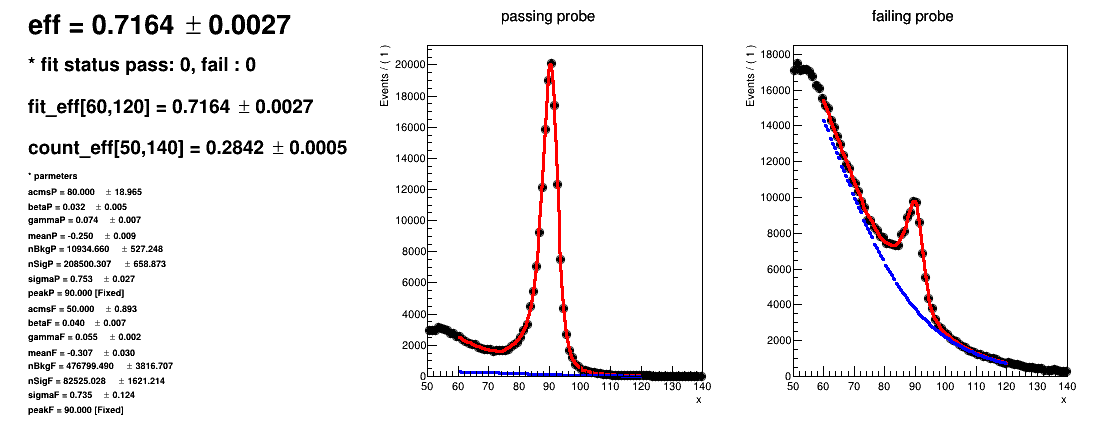 eff = 0.7164 ± 0.0027
* fit status pass: 0, fail : 0
fit_eff[60,120] = 0.7164 ± 0.0027
count_eff[50,140] = 0.2842 ± 0.0005
* parmeters
acmsP = 80.000 ± 18.965
betaP = 0.032 ± 0.005
gammaP = 0.074 ± 0.007
meanP = -0.250 ± 0.009
nBkgP = 10934.660 ± 527.248
nSigP = 208500.307 ± 658.873
sigmaP = 0.753 ± 0.027
peakP = 90.000 [Fixed]
acmsF = 50.000 ± 0.893
betaF = 0.040 ± 0.007
gammaF = 0.055 ± 0.002
meanF = -0.307 ± 0.030
nBkgF = 476799.490 ± 3816.707
nSigF = 82525.028 ± 1621.214
sigmaF = 0.735 ± 0.124
peakF = 90.000 [Fixed]
passing probe
Events / ( 1 )
20000
18000
16000
14000
12000
10000
8000
6000
4000
2000
0
50 60 70 80 90 100 110 120 130 140
x
failing probe
Events / ( 1 )
18000
16000
14000
12000
10000
8000
6000
4000
2000
0
50 60 70 80 90 100 110 120 130 140
x